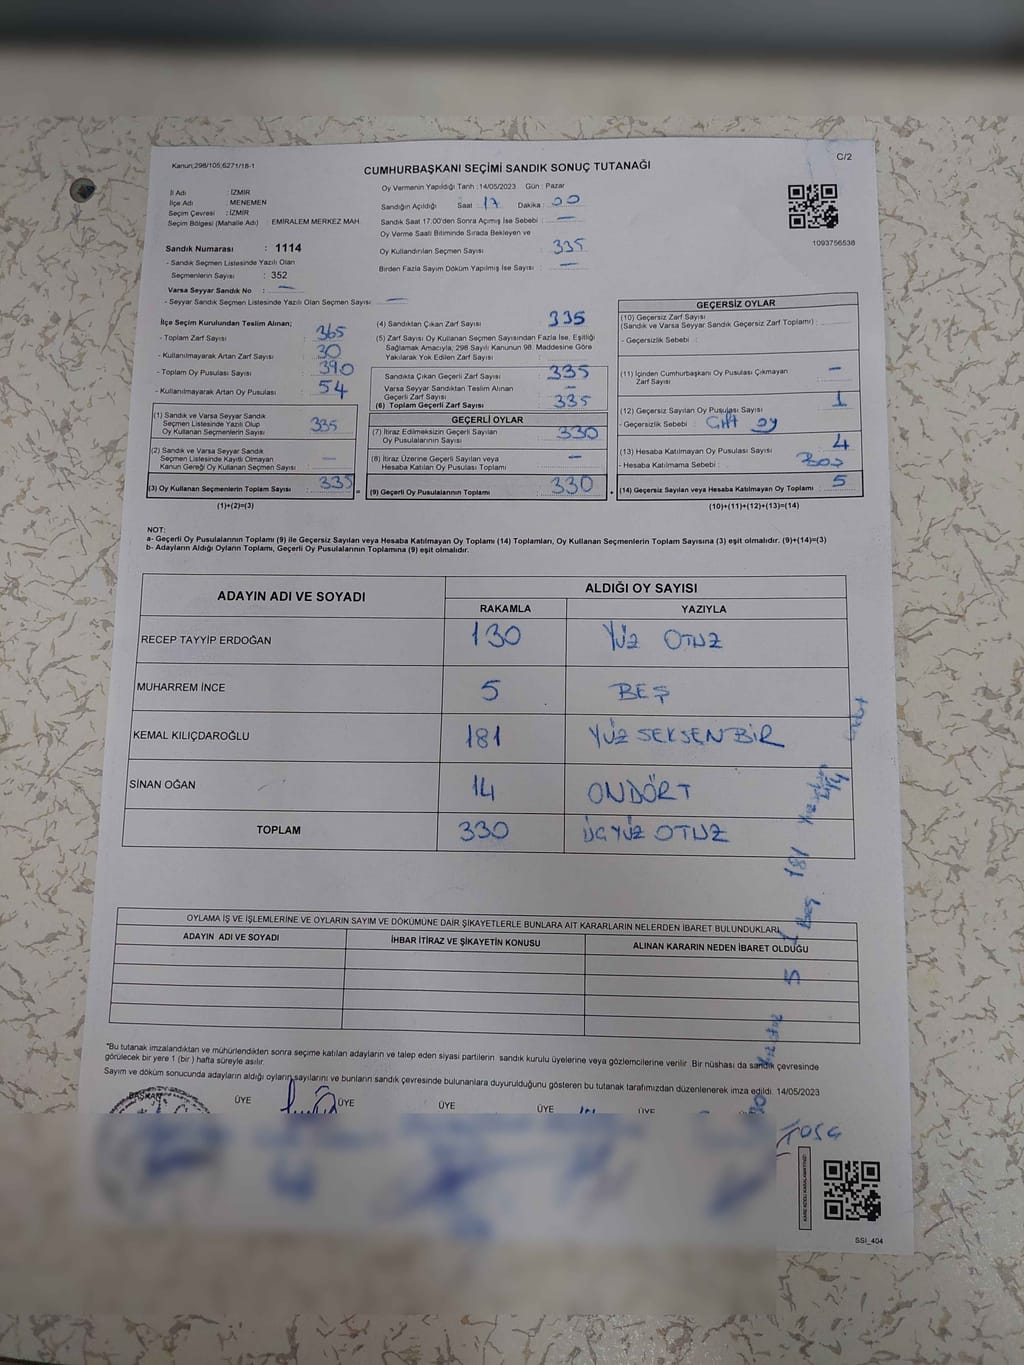 Kanun;298/105;6271/18-1
C/2
CUMHURBAŞKANI SEÇİMİ SANDIK SONUÇ TUTANAĞI
İl Adı : İZMİR
İlçe Adı : MENEMEN
Seçim Çevresi : İZMİR
Seçim Bölgesi (Mahalle Adı) : EMİRALEM MERKEZ MAH.
Sandık Numarası : 1114
- Sandık Seçmen Listesinde Yazılı Olan
Seçmenlerin Sayısı : 352
Varsa Seyyar Sandık No : —
- Seyyar Sandık Seçmen Listesinde Yazılı Olan Seçmen Sayısı : —
Oy Vermenin Yapıldığı Tarih : 14/05/2023 Gün : Pazar
Sandığın Açıldığı Saat : 17 Dakika : 00
Sandık Saat 17:00'den Sonra Açımış İse Sebebi : —
Oy Verme Saati Bitiminde Sırada Bekleyen ve
Oy Kullandırılan Seçmen Sayısı : 335
Birden Fazla Sayım Döküm Yapılmış İse Sayısı : —
1093756538
İlçe Seçim Kurulundan Teslim Alınan;
- Toplam Zarf Sayısı : 365
- Kullanılmayarak Artan Zarf Sayısı : 30
- Toplam Oy Pusulası Sayısı : 390
- Kullanılmayarak Artan Oy Pusulası : 54
(1) Sandık ve Varsa Seyyar Sandık
Seçmen Listesinde Yazılı Olup
Oy Kullanan Seçmenlerin Sayısı : 335
(2) Sandık ve Varsa Seyyar Sandık
Seçmen Listesinde Kayıtlı Olmayan
Kanun Gereği Oy Kullanan Seçmen Sayısı : —
(3) Oy Kullanan Seçmenlerin Toplam Sayısı : 335 =
(1)+(2)=(3)
(4) Sandıktan Çıkan Zarf Sayısı : 335
(5) Zarf Sayısı Oy Kullanan Seçmen Sayısından Fazla İse, Eşitliği
Sağlamak Amacıyla; 298 Sayılı Kanunun 98. Maddesine Göre
Yakılarak Yok Edilen Zarf Sayısı :
Sandıkta Çıkan Geçerli Zarf Sayısı : 335
Varsa Seyyar Sandıktan Teslim Alınan
Geçerli Zarf Sayısı : —
(6) Toplam Geçerli Zarf Sayısı : 335
GEÇERLİ OYLAR
(7) İtiraz Edilmeksizin Geçerli Sayılan
Oy Pusulalarının Sayısı : 330
(8) İtiraz Üzerine Geçerli Sayılan veya
Hesaba Katılan Oy Pusulası Toplamı : —
(9) Geçerli Oy Pusulalarının Toplamı : 330 +
GEÇERSİZ OYLAR
(10) Geçersiz Zarf Sayısı
(Sandık ve Varsa Seyyar Sandık Geçersiz Zarf Toplamı) :
- Geçersizlik Sebebi :
(11) İçinden Cumhurbaşkanı Oy Pusulası Çıkmayan
Zarf Sayısı : —
(12) Geçersiz Sayılan Oy Pusulası Sayısı : 1
- Geçersizlik Sebebi : Çift oy
(13) Hesaba Katılmayan Oy Pusulası Sayısı : 4
- Hesaba Katılmama Sebebi : Boş
(14) Geçersiz Sayılan veya Hesaba Katılmayan Oy Toplamı : 5
(10)+(11)+(12)+(13)=(14)
NOT:
a- Geçerli Oy Pusulalarının Toplamı (9) ile Geçersiz Sayılan veya Hesaba Katılmayan Oy Toplamı (14) Toplamları, Oy Kullanan Seçmenlerin Toplam Sayısına (3) eşit olmalıdır. (9)+(14)=(3)
b- Adayların Aldığı Oyların Toplamı, Geçerli Oy Pusulalarının Toplamına (9) eşit olmalıdır.
ADAYIN ADI VE SOYADI
ALDIĞI OY SAYISI
RAKAMLA YAZIYLA
RECEP TAYYİP ERDOĞAN 130 YÜZ OTUZ
MUHARREM İNCE 5 BEŞ
KEMAL KILIÇDAROĞLU 181 YÜZ SEKSEN BİR
SİNAN OĞAN 14 ONDÖRT
TOPLAM 330 ÜÇYÜZ OTUZ
OYLAMA İŞ VE İŞLEMLERİNE VE OYLARIN SAYIM VE DÖKÜMÜNE DAİR ŞİKAYETLERLE BUNLARA AİT KARARLARIN NELERDEN İBARET BULUNDUKLARI
ADAYIN ADI VE SOYADI İHBAR İTİRAZ VE ŞİKAYETİN KONUSU ALINAN KARARIN NEDEN İBARET OLDUĞU
181
Beş
5
*Bu tutanak imzalandıktan ve mühürlendikten sonra seçime katılan adayların ve talep eden siyasi partilerin sandık kurulu üyelerine veya gözlemcilerine verilir. Bir nüshası da sandık çevresinde
görülecek bir yere 1 (bir ) hafta süreyle asılır.
Sayım ve döküm sonucunda adayların aldığı oyların sayılarını ve bunların sandık çevresinde bulunanlara duyurulduğunu gösteren bu tutanak tarafımızdan düzenlenerek imza edildi. 14/05/2023
BAŞKAN ÜYE ÜYE ÜYE ÜYE ÜYE
SSI_404